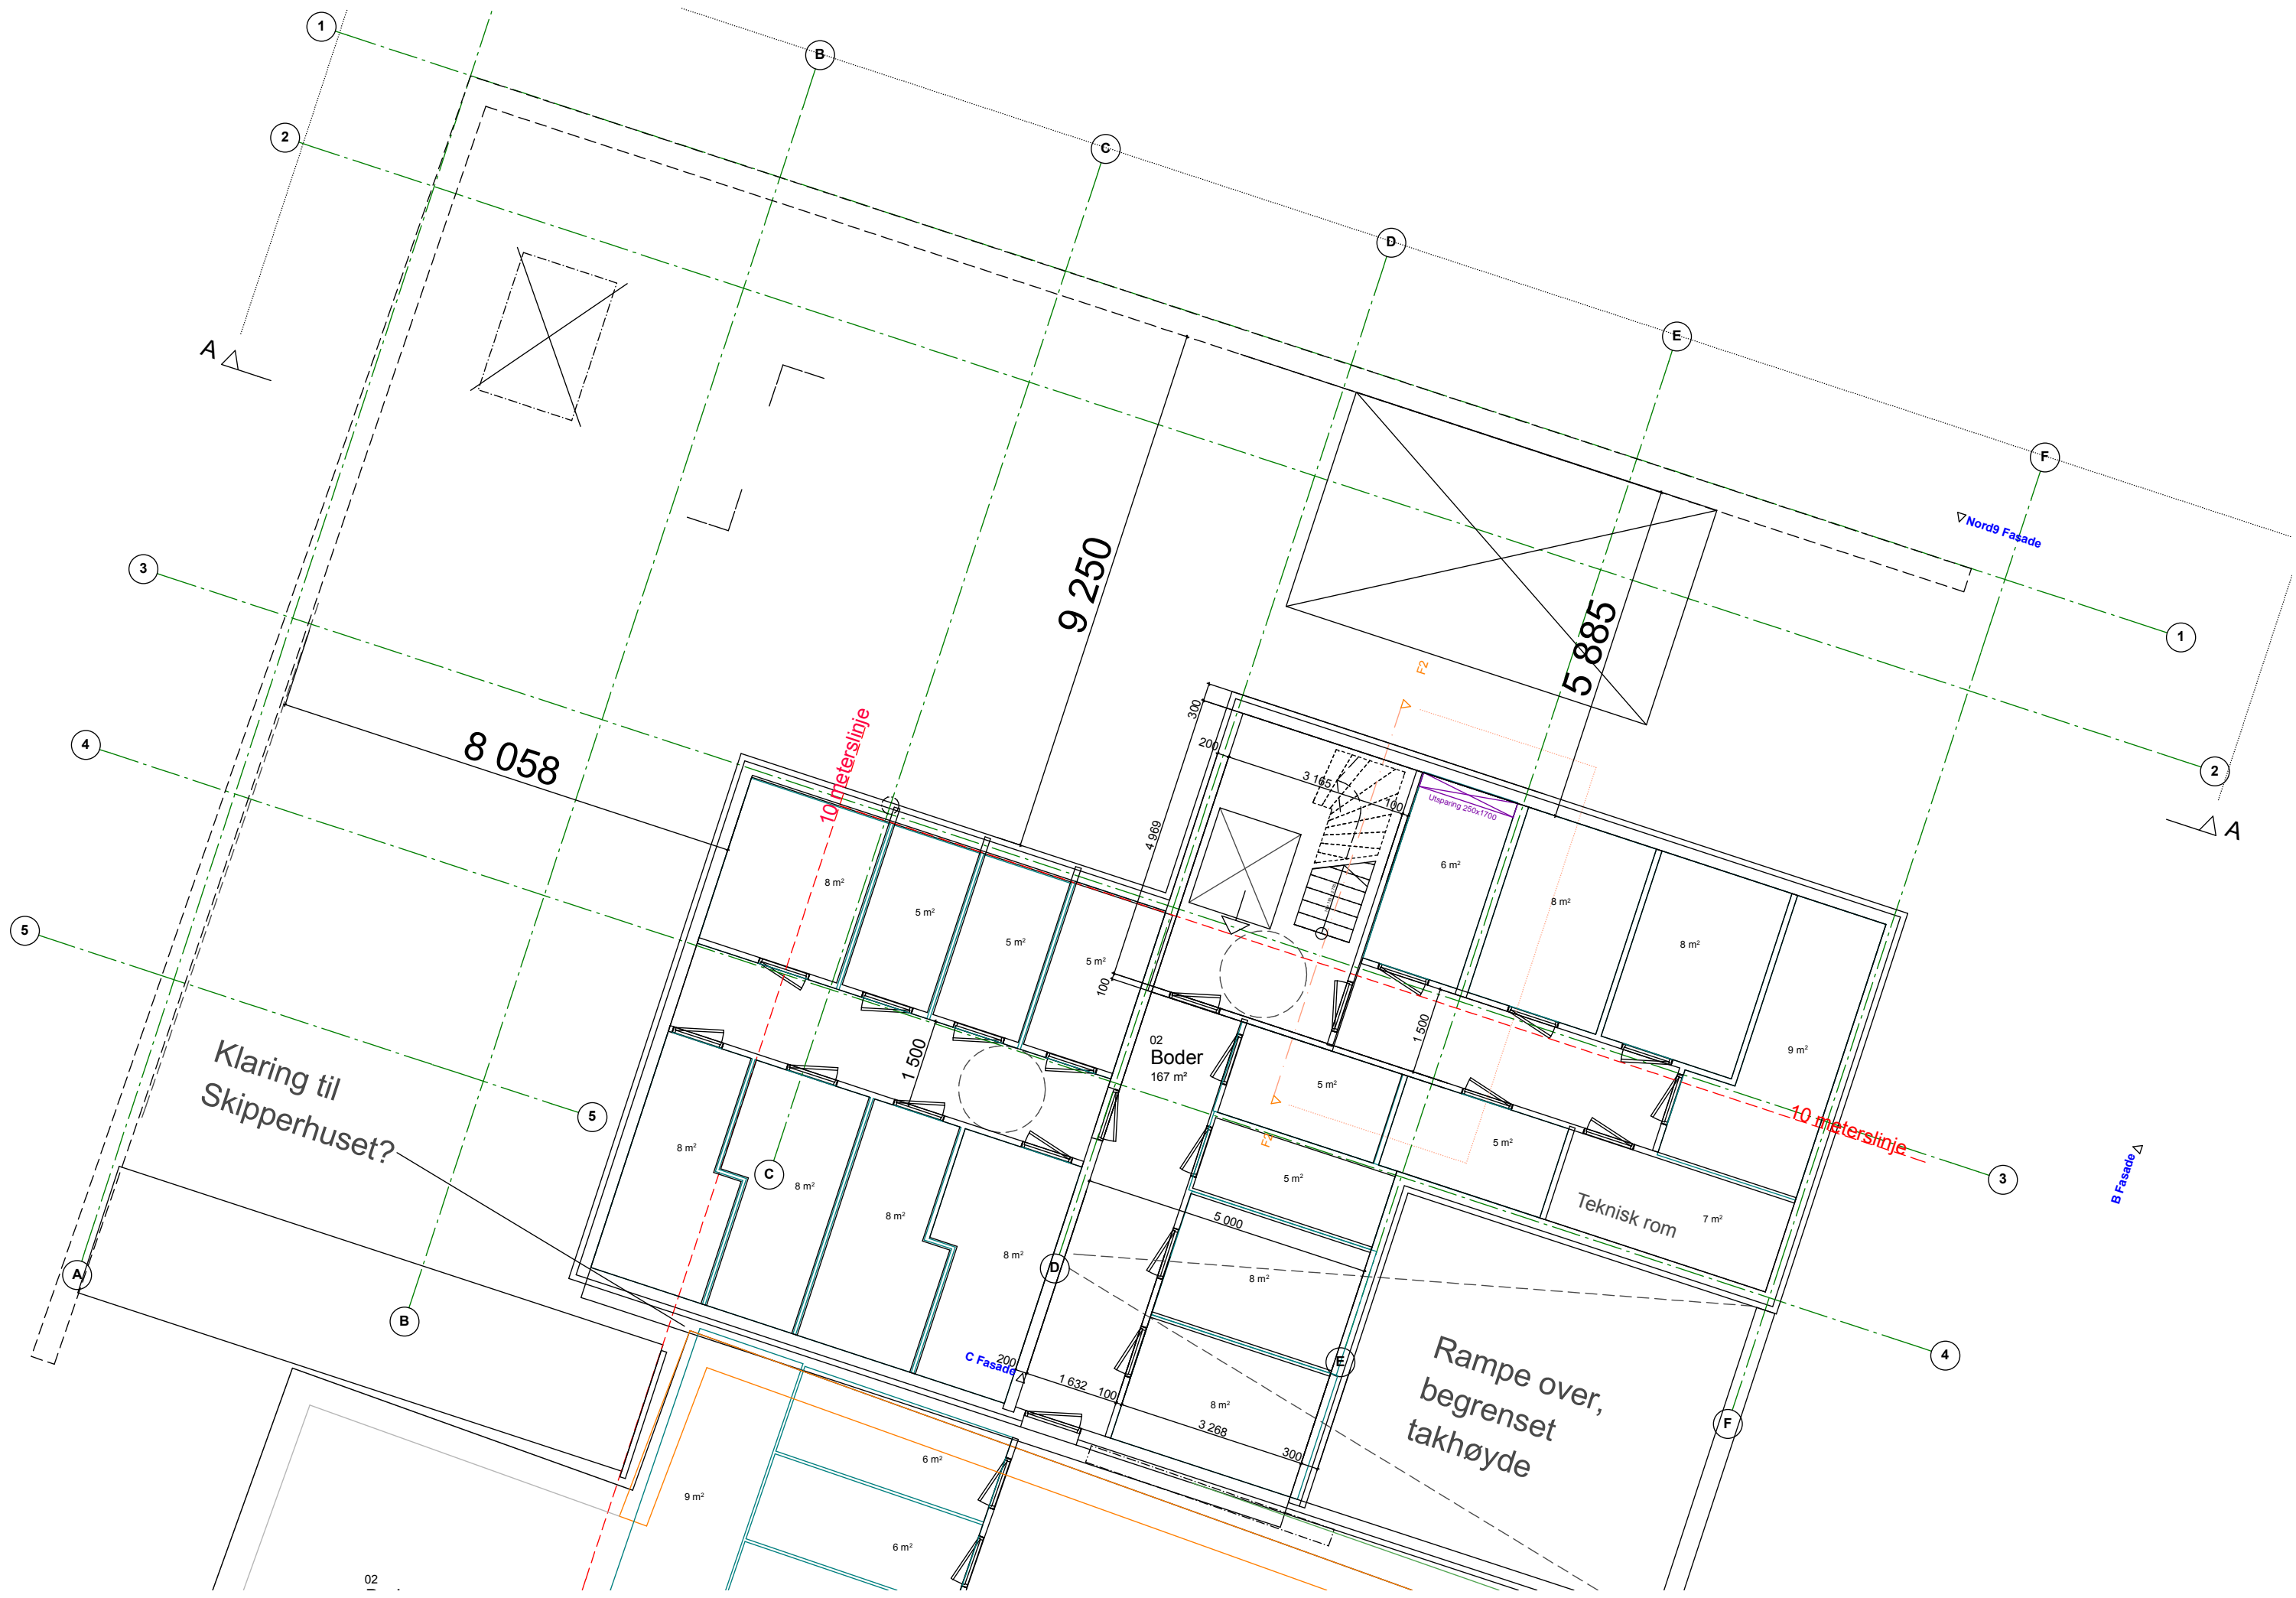 1
B
2
C
D
E
A
F
Nord9 Fasade
3
9 250
5 885
1
F2
300
4
8 058
10 meterslinje
200
3 165
100
Utsparing 250x1700
2
A
4 969
6 m²
8 m²
8 m²
5 m²
8 m²
5
5 m²
5 m²
100
1 500
1 500
02
Boder
167 m²
9 m²
Klaring til
Skipperhuset?
5
5 m²
10 meterslinje
F2
5 m²
8 m²
C
8 m²
5 m²
3
B Fasade
8 m²
5 000
Teknisk rom
7 m²
8 m²
A
D
8 m²
B
E
4
C Fasade
200
1 632
100
8 m²
3 268
300
Rampe over,
begrenset
takhøyde
F
6 m²
9 m²
6 m²
02